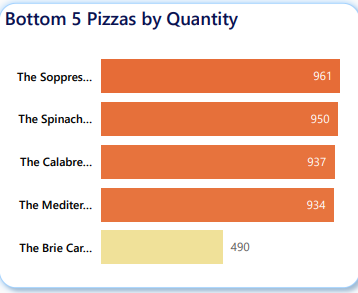 Bottom 5 Pizzas by Quantity
The Soppres... 961
The Spinach... 950
The Calabre... 937
The Mediter... 934
The Brie Car... 490